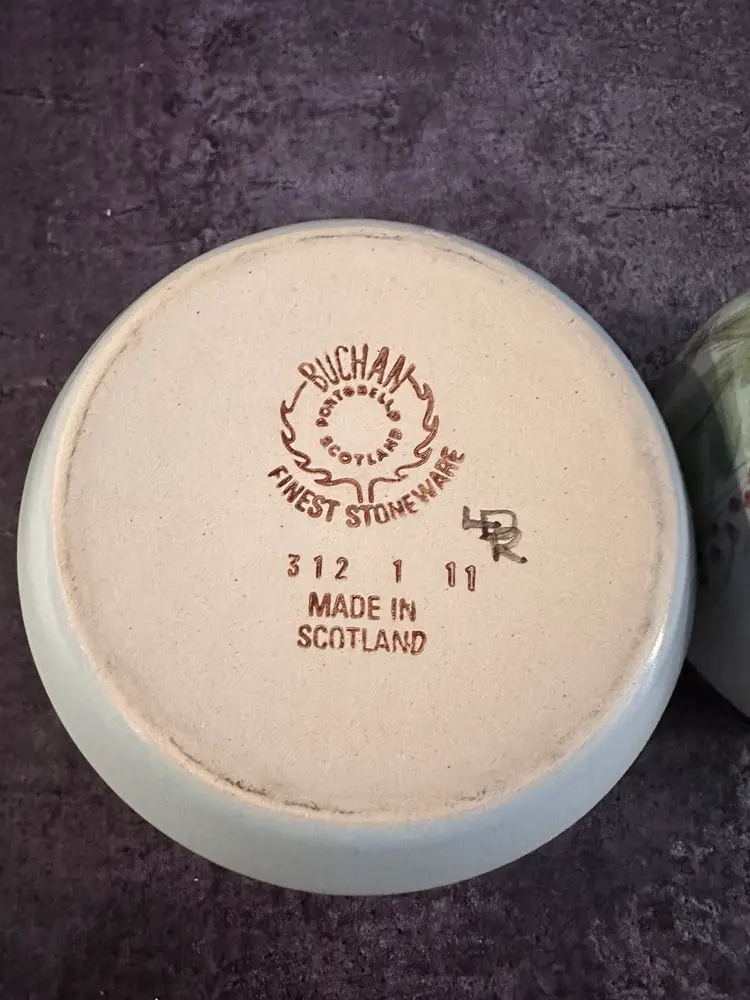 BUCHAN
PORTOBELLO
SCOTLAND
FINEST STONEWARE
312 1 11
MADE IN
SCOTLAND